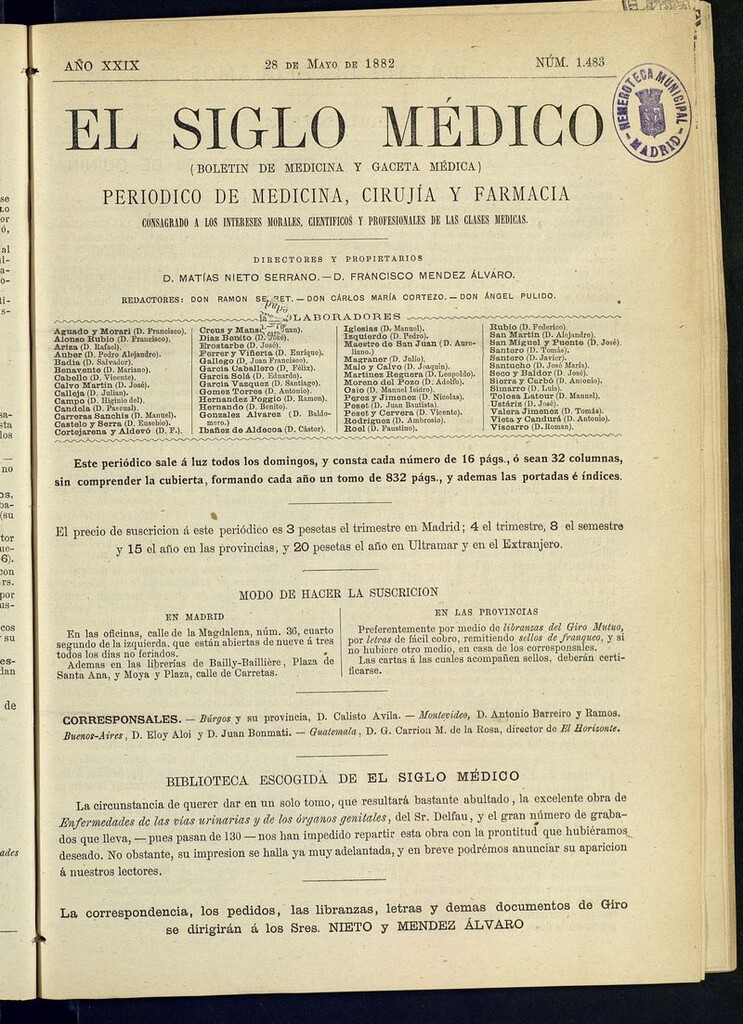 AÑO XXIX
28 DE MAYO DE 1882
NÚM. 1.483
EL SIGLO MÉDICO
HEMEROTECA MUNICIPAL
MADRID
(BOLETIN DE MEDICINA Y GACETA MÉDICA)
PERIODICO DE MEDICINA, CIRUJÍA Y FARMACIA
CONSAGRADO A LOS INTERESES MORALES, CIENTIFICOS Y PROFESIONALES DE LAS CLASES MEDICAS.
DIRECTORES Y PROPIETARIOS
D. MATÍAS NIETO SERRANO.—D. FRANCISCO MENDEZ ÁLVARO.
REDACTORES: DON RAMON SERRET.—DON CÁRLOS MARÍA CORTEZO.—DON ÁNGEL PULIDO.
COLABORADORES
Aguado y Morari (D. Francisco).
Alonso Rubio (D. Francisco).
Ariza (D. Rafael).
Auber (D. Pedro Alejandro).
Badía (D. Salvador).
Benavente (D. Mariano).
Cabello (D. Vicente).
Calvo Martin (D. José).
Calleja (D. Julian).
Campo (D. Higinio del).
Candela (D. Pascual).
Carreras Sanchis (D. Manuel).
Castelo y Serra (D. Eusebio).
Cortejarena y Aldevó (D. F.).
Creus y Manso (D. Juan).
Diaz Benito (D. José).
Erostarbe (D. José).
Ferrer y Viñerta (D. Enrique).
Gallego (D. Juan Francisco).
Garcia Caballero (D. Félix).
Garcia Solá (D. Eduardo).
Garcia Vazquez (D. Santiago).
Gomez Torres (D. Antonio).
Hernandez Poggio (D. Ramon).
Hernando (D. Benito).
Gonzalez Alvarez (D. Baldo-
mero.)
Ibañez de Aldecoa (D. Cástor).
Iglesias (D. Manuel).
Izquierdo (D. Pedro).
Maestre de San Juan (D. Aure-
liano.)
Magraner (D. Julio).
Malo y Calvo (D. Joaquin).
Martinez Reguera (D. Leopoldo).
Moreno del Pozo (D. Adolfo).
Osio (D. Manuel Isidro).
Perez y Jimenez (D. Nicolas).
Peset (D. Juan Bautista).
Peset y Cervera (D. Vicente).
Rodriguez (D. Ambrosio).
Roel (D. Faustino).
Rubio (D. Federico).
San Martin (D. Alejandro).
San Miguel y Puente (D. José)
Santero (D. Tomás).
Santero (D. Javier).
Santucho (D. José María).
Seco y Baldor (D. José).
Sierra y Carbó (D. Antonio).
Simarro (D. Luis).
Tolosa Latour (D. Manuel).
Ustáriz (D. José).
Valera Jimenez (D. Tomás).
Vieta y Candurá (D. Antonio).
Viscarro (D. Roman).
Este periódico sale á luz todos los domingos, y consta cada número de 16 págs., ó sean 32 columnas,
sin comprender la cubierta, formando cada año un tomo de 832 págs., y ademas las portadas é índices.
El precio de suscricion á este periódico es 3 pesetas el trimestre en Madrid; 4 el trimestre, 8 el semestre
y 15 el año en las provincias, y 20 pesetas el año en Ultramar y en el Extranjero.
MODO DE HACER LA SUSCRICION
EN MADRID
En las oficinas, calle de la Magdalena, núm. 36, cuarto
segundo de la izquierda, que están abiertas de nueve á tres
todos los dias no feriados.
Ademas en las librerías de Bailly-Baillière, Plaza de
Santa Ana, y Moya y Plaza, calle de Carretas.
EN LAS PROVINCIAS
Preferentemente por medio de libranzas del Giro Mutuo,
por letras de fácil cobro, remitiendo sellos de franqueo, y si
no hubiere otro medio, en casa de los corresponsales.
Las cartas á las cuales acompañen sellos, deberán certi-
ficarse.
CORRESPONSALES. — Búrgos y su provincia, D. Calisto Avila. — Montevideo, D. Antonio Barreiro y Ramos.
Buenos-Aires, D. Eloy Aloi y D. Juan Bonmati. — Guatemala, D. G. Carrion M. de la Rosa, director de El Horizonte.
BIBLIOTECA ESCOGIDA DE EL SIGLO MÉDICO
La circunstancia de querer dar en un solo tomo, que resultará bastante abultado, la excelente obra de
Enfermedades de las vias urinarias y de los órganos genitales, del Sr. Delfau, y el gran número de graba-
dos que lleva, — pues pasan de 130 — nos han impedido repartir esta obra con la prontitud que hubiéramos
deseado. No obstante, su impresion se halla ya muy adelantada, y en breve podrémos anunciar su aparicion
á nuestros lectores.
La correspondencia, los pedidos, las libranzas, letras y demas documentos de Giro
se dirigirán á los Sres. NIETO y MENDEZ ÁLVARO